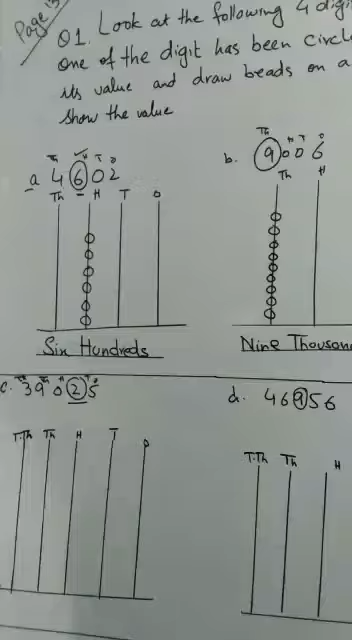 Page 13
Q1. Look at the following 4 digi
One of the digit has been circle
its value and draw beads on a
show the value
Th H T O
a 4 6 0 2
Th H T O
Six Hundreds
Th H T O
b. 9 0 0 6
Th H
Nine Thousan
c. 3 9 0 2 5
T.Th Th H T O
d. 4 6 9 5 6
T.Th Th H